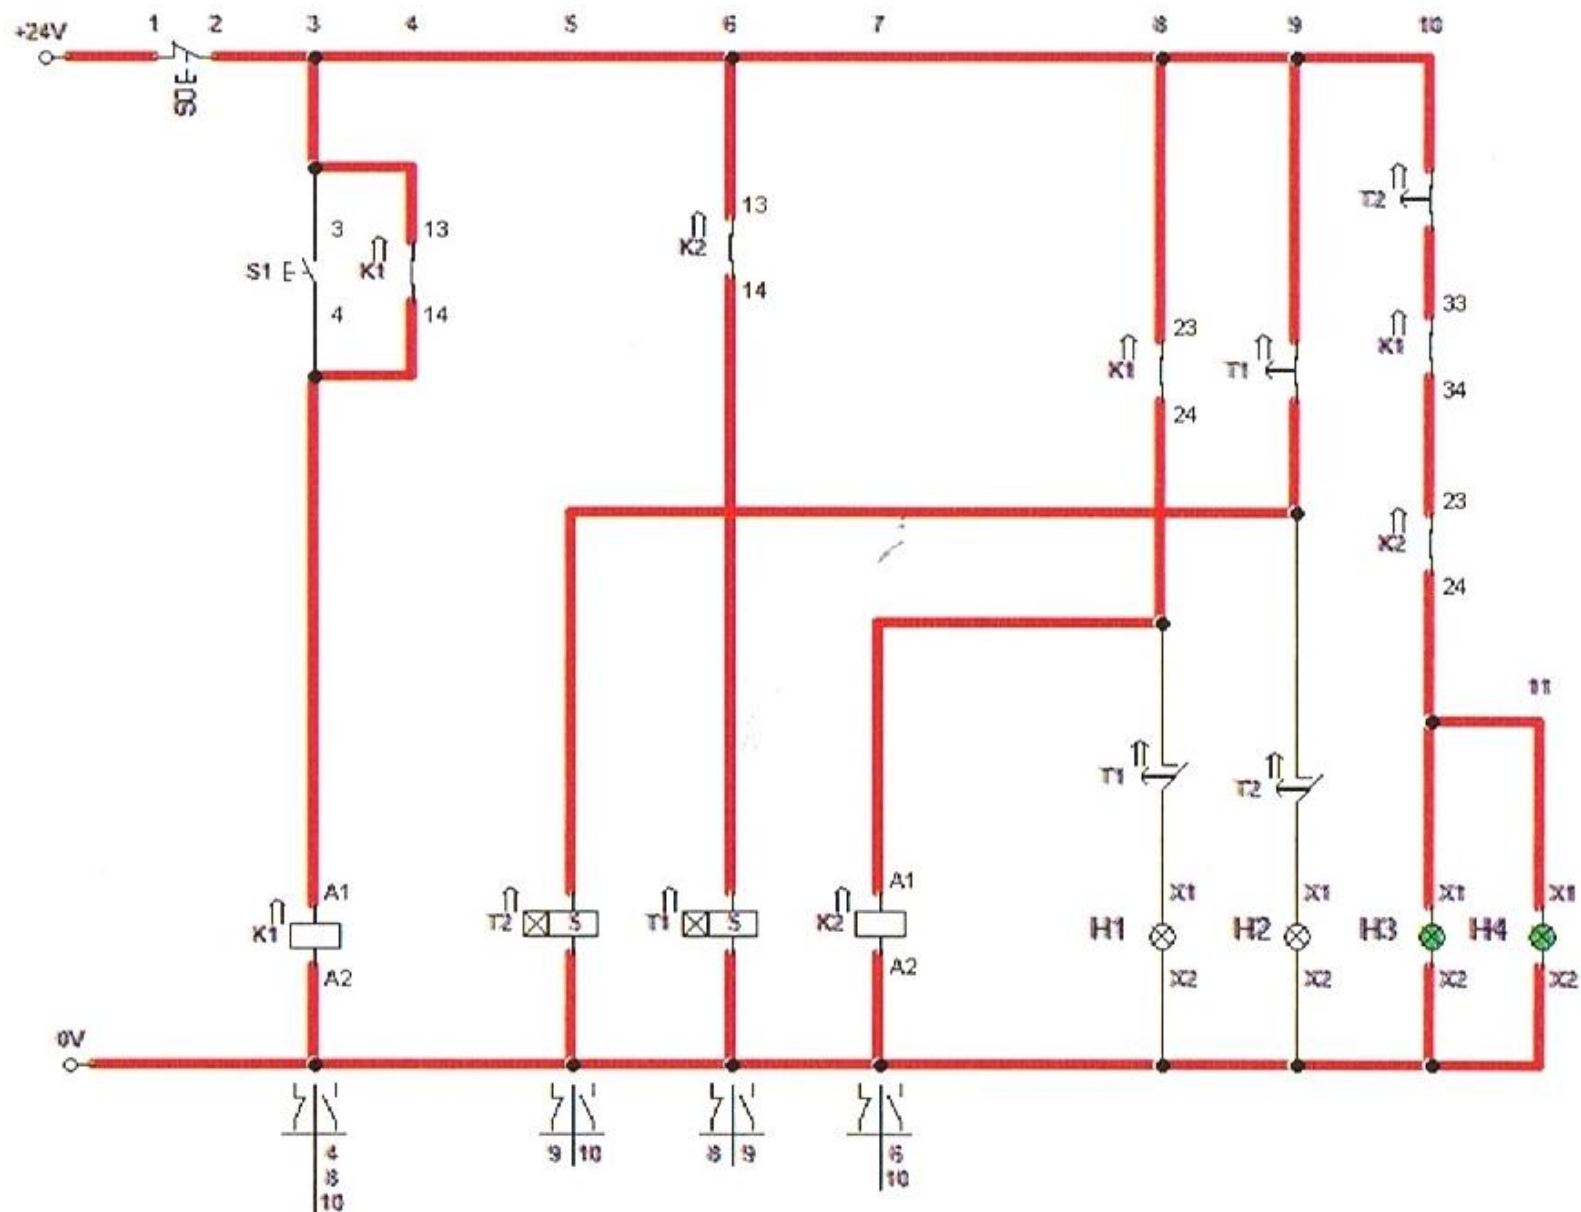 1 2 3 4 5 6 7 8 9 10
+24V
S0
T2
13
K2
14
3 13
S1 K1
4 14
33
K1
34
23
K1 T1
24
23
K2
24
11
T1 T2
A1 A1 X1 X1 X1 X1
K1 T2 S T1 S K2 H1 H2 H3 H4
A2 A2 X2 X2 X2 X2
0V
4 9 10 8 9 6
8 10
10